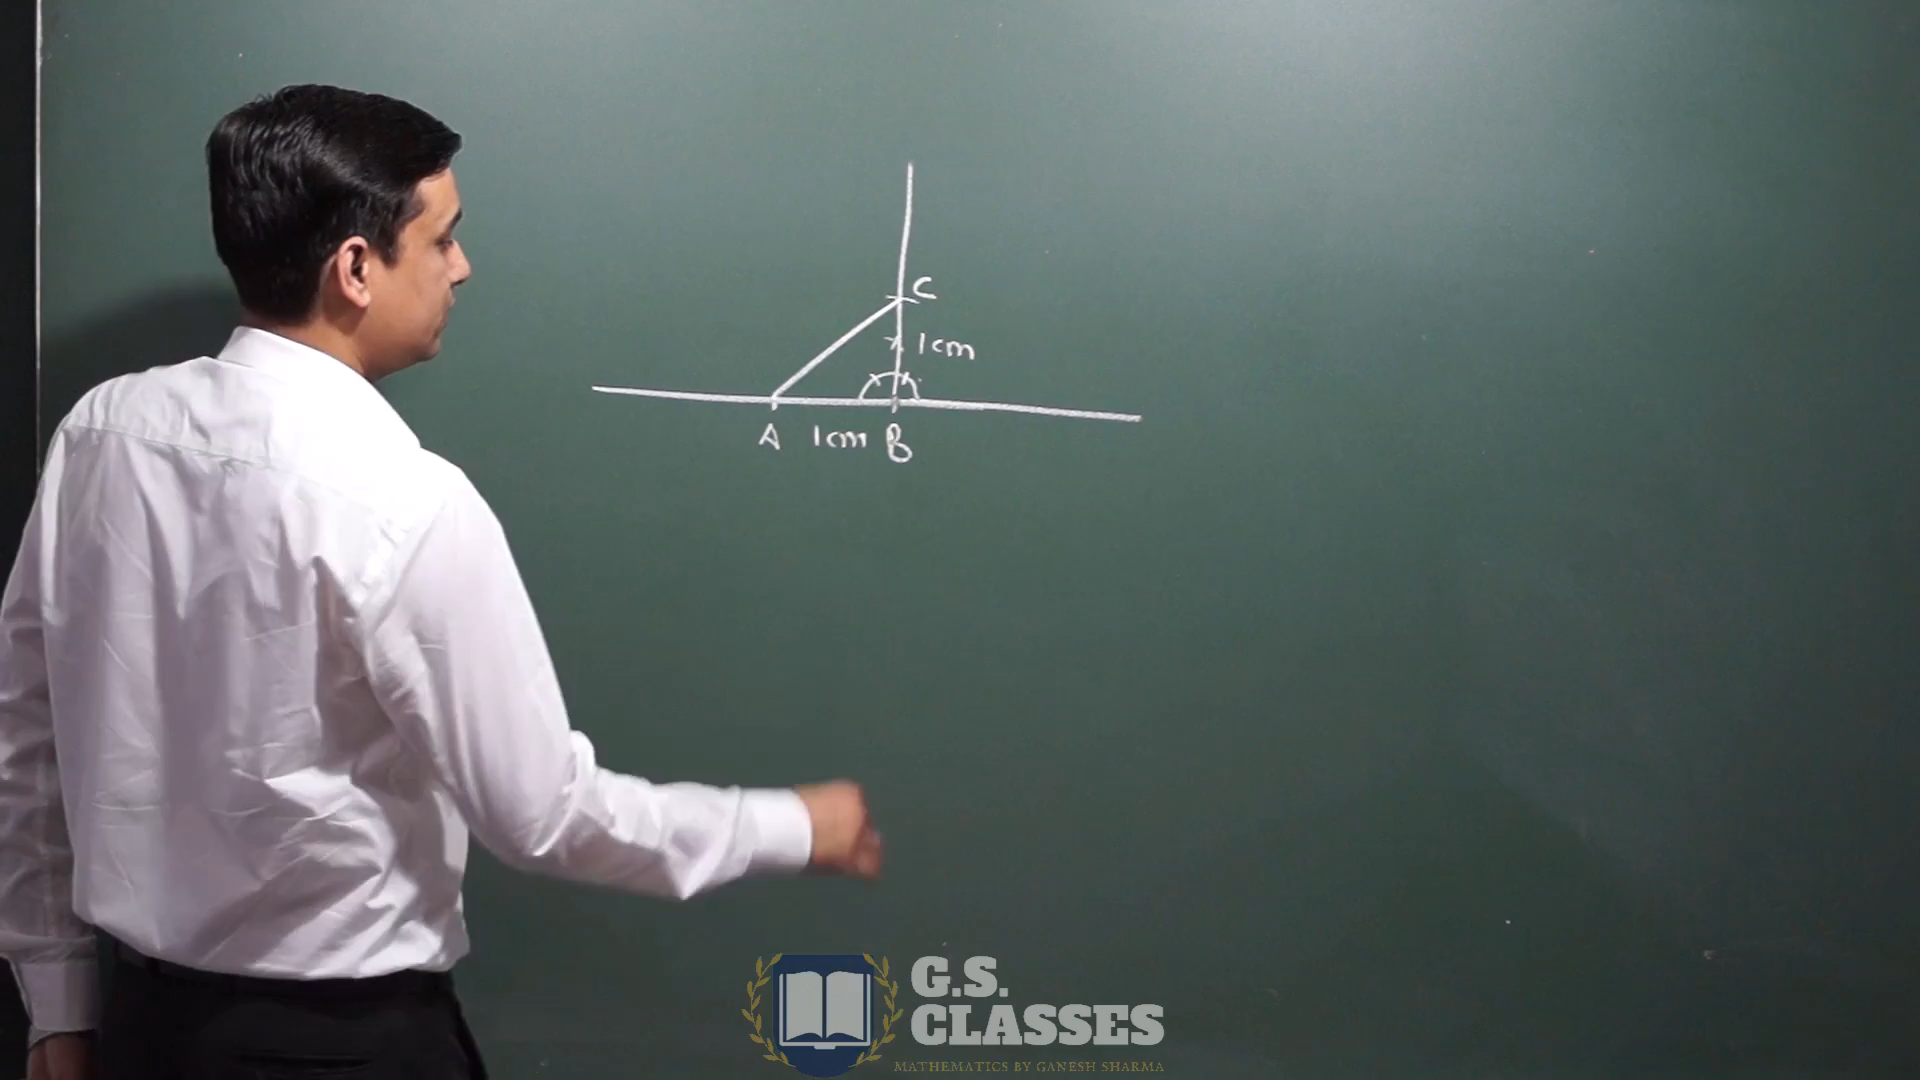 C
1cm
A 1cm B
G.S.
CLASSES
MATHEMATICS BY GANESH SHARMA